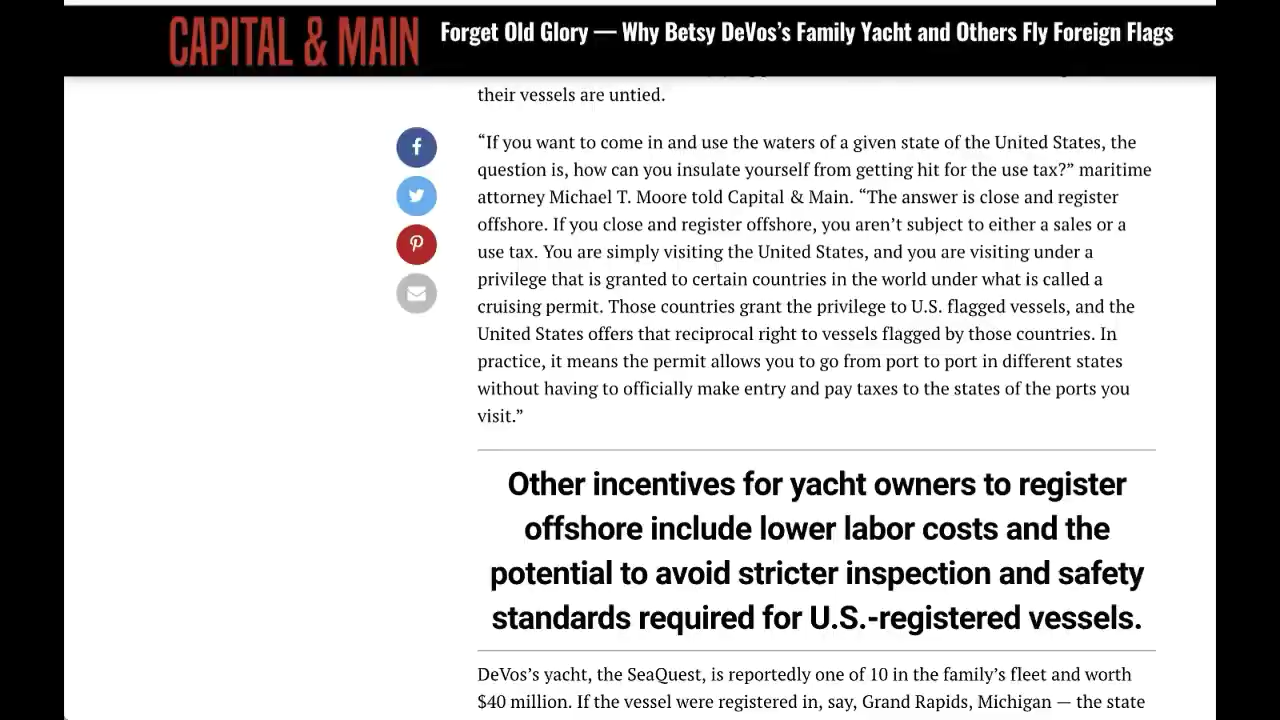 CAPITAL & MAIN
Forget Old Glory — Why Betsy DeVos’s Family Yacht and Others Fly Foreign Flags
their vessels are untied.
“If you want to come in and use the waters of a given state of the United States, the
question is, how can you insulate yourself from getting hit for the use tax?” maritime
attorney Michael T. Moore told Capital & Main. “The answer is close and register
offshore. If you close and register offshore, you aren’t subject to either a sales or a
use tax. You are simply visiting the United States, and you are visiting under a
privilege that is granted to certain countries in the world under what is called a
cruising permit. Those countries grant the privilege to U.S. flagged vessels, and the
United States offers that reciprocal right to vessels flagged by those countries. In
practice, it means the permit allows you to go from port to port in different states
without having to officially make entry and pay taxes to the states of the ports you
visit.”
Other incentives for yacht owners to register
offshore include lower labor costs and the
potential to avoid stricter inspection and safety
standards required for U.S.-registered vessels.
DeVos’s yacht, the SeaQuest, is reportedly one of 10 in the family’s fleet and worth
$40 million. If the vessel were registered in, say, Grand Rapids, Michigan — the state